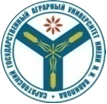 САРАТОВСКИЙ ГОСУДАРСТВЕННЫЙ АГРАРНЫЙ УНИВЕРСИТЕТ ИМЕНИ Н.И. ВАВИЛОВА